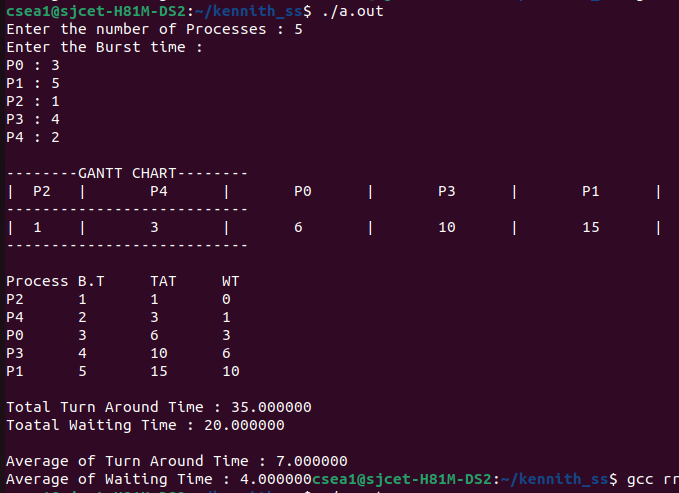 csea1@sjcet-H81M-DS2:~/kennith_ss$ ./a.out
Enter the number of Processes : 5
Enter the Burst time :
P0 : 3
P1 : 5
P2 : 1
P3 : 4
P4 : 2
--------GANTT CHART--------
| P2 | P4 | P0 | P3 | P1 |
---------------------------
| 1 | 3 | 6 | 10 | 15 |
---------------------------
Process B.T TAT WT
P2 1 1 0
P4 2 3 1
P0 3 6 3
P3 4 10 6
P1 5 15 10
Total Turn Around Time : 35.000000
Toatal Waiting Time : 20.000000
Average of Turn Around Time : 7.000000
Average of Waiting Time : 4.000000csea1@sjcet-H81M-DS2:~/kennith_ss$ gcc rr